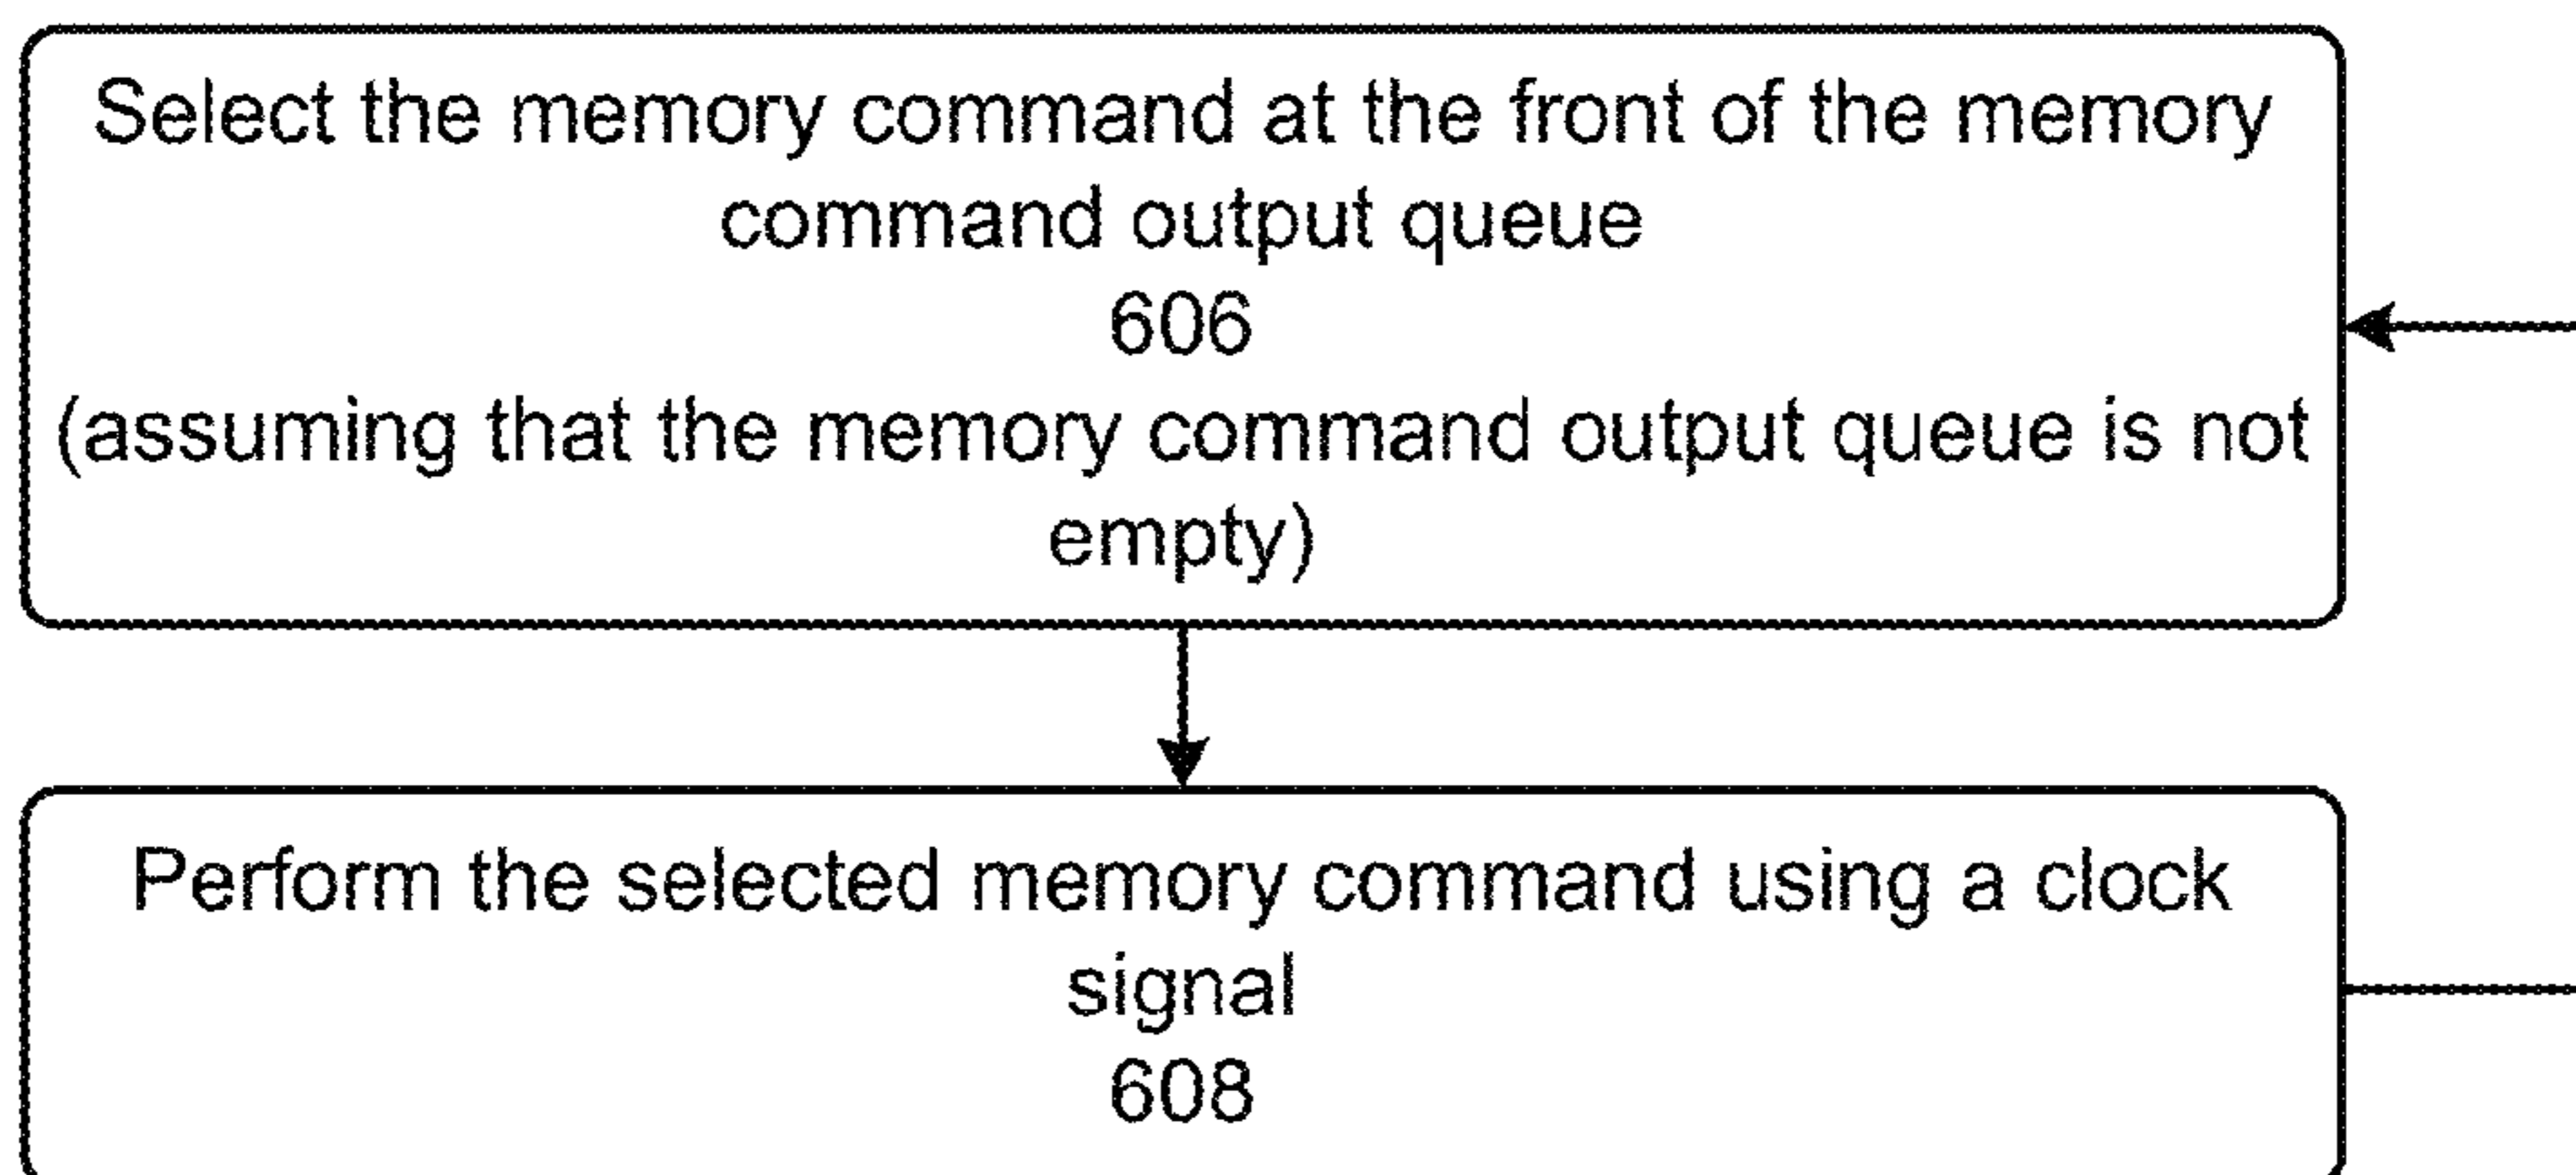 Select the memory command at the front of the memory
command output queue
606
(assuming that the memory command output queue is not
empty)
Perform the selected memory command using a clock
signal
608